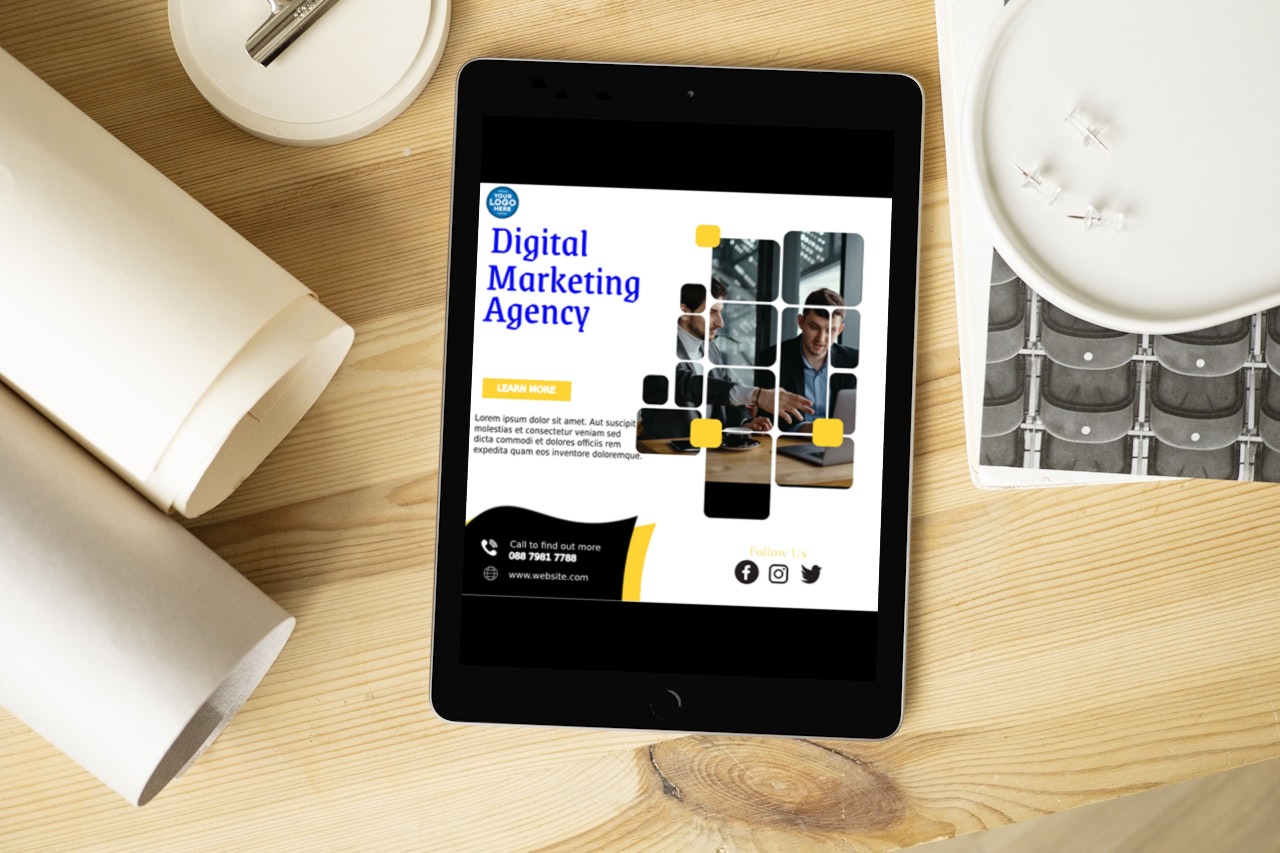 YOUR
LOGO
HERE
Digital
Marketing
Agency
LEARN MORE
Lorem ipsum dolor sit amet. Aut suscipit
molestias et consectetur veniam sed
dicta commodi et dolores officiis rem
expedita quam eos inventore doloremque.
Call to find out more
088 7981 7788
www.website.com
Follow Us